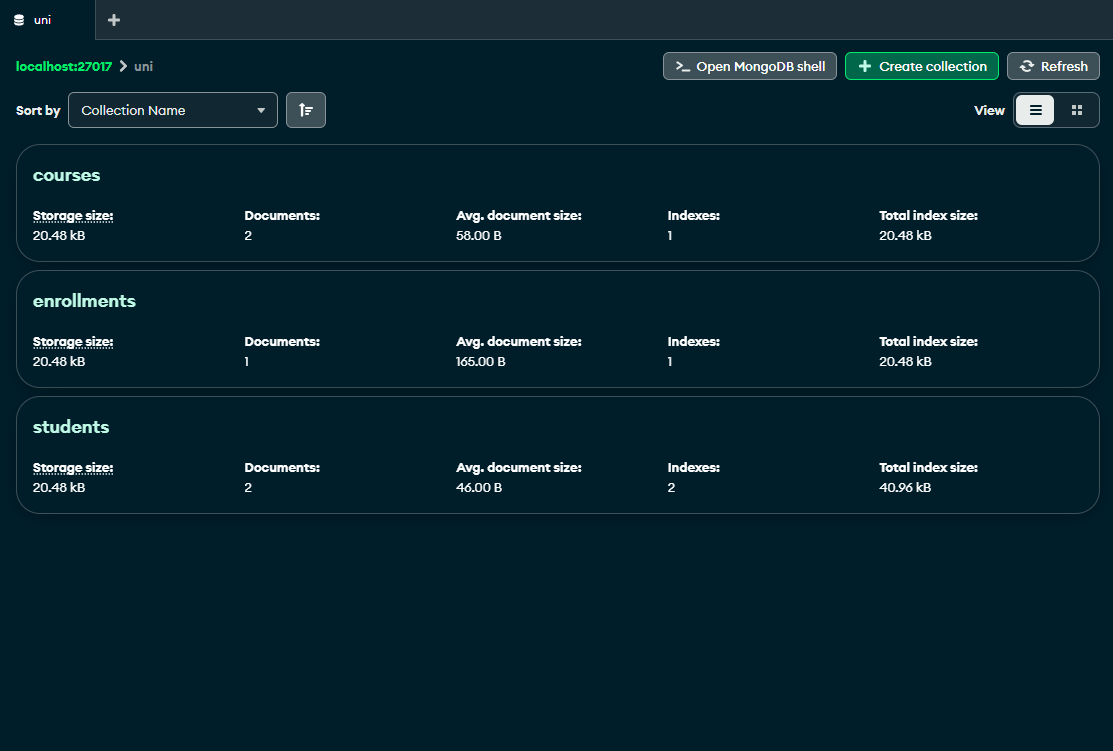 uni
localhost:27017 uni
Open MongoDB shell
Create collection
Refresh
Sort by Collection Name
View
courses
Storage size: Documents: Avg. document size: Indexes: Total index size:
20.48 kB 2 58.00 B 1 20.48 kB
enrollments
Storage size: Documents: Avg. document size: Indexes: Total index size:
20.48 kB 1 165.00 B 1 20.48 kB
students
Storage size: Documents: Avg. document size: Indexes: Total index size:
20.48 kB 2 46.00 B 2 40.96 kB